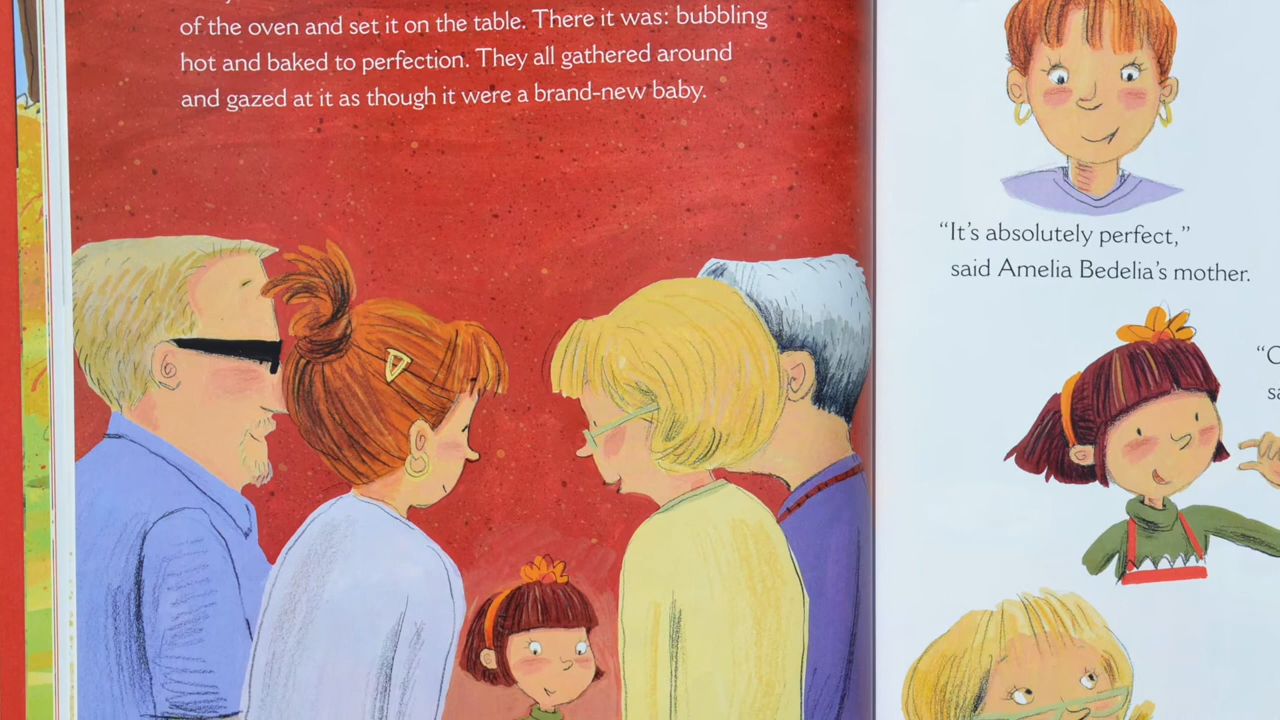 of the oven and set it on the table. There it was: bubbling
hot and baked to perfection. They all gathered around
and gazed at it as though it were a brand-new baby.
“It’s absolutely perfect,”
said Amelia Bedelia’s mother.